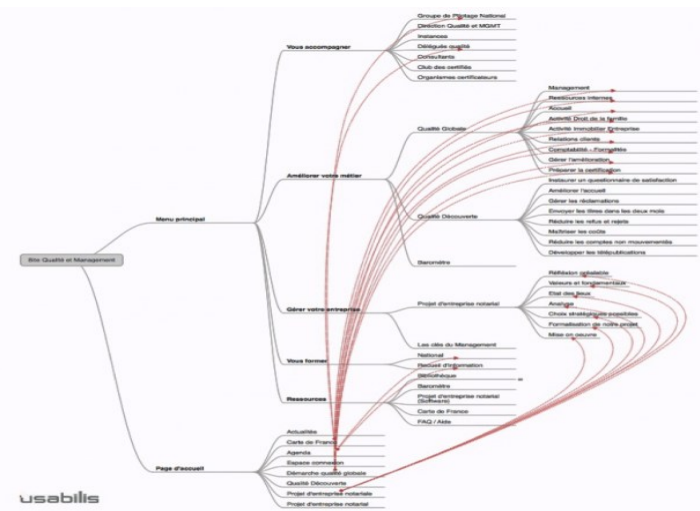 Groupe de Pilotage National
Direction Qualité et MGMT
Instances
Délégués qualité
Consultants
Club des certifiés
Organismes certificateurs
Vous accompagner
Management
Ressources internes
Accueil
Activité Droit de la famille
Activité Immobilier Entreprise
Relations clients
Comptabilité - Formalités
Gérer l'amélioration
Préparer la certification
Qualité Globale
Améliorer votre métier
Instaurer un questionnaire de satisfaction
Améliorer l'accueil
Gérer les réclamations
Envoyer les titres dans les deux mois
Réduire les refus et rejets
Maîtriser les coûts
Réduire les comptes non mouvementés
Développer les télépublications
Qualité Découverte
Baromètre
Menu principal
Site Qualité et Management
Réflexion préalable
Valeurs et fondamentaux
Etat des lieux
Analyse
Choix stratégiques possibles
Formalisation de notre projet
Mise en oeuvre
Projet d'entreprise notarial
Gérer votre entreprise
Les clés du Management
National
Recueil d'information
Vous former
Bibliothèque
Baromètre
Projet d'entreprise notarial
(Software)
Carte de France
FAQ / Aide
Ressources
Actualités
Carte de France
Agenda
Espace connexion
Démarche qualité globale
Qualité Découverte
Projet d'entreprise notariale
Projet d'entreprise notarial
Page d'accueil
usabilis